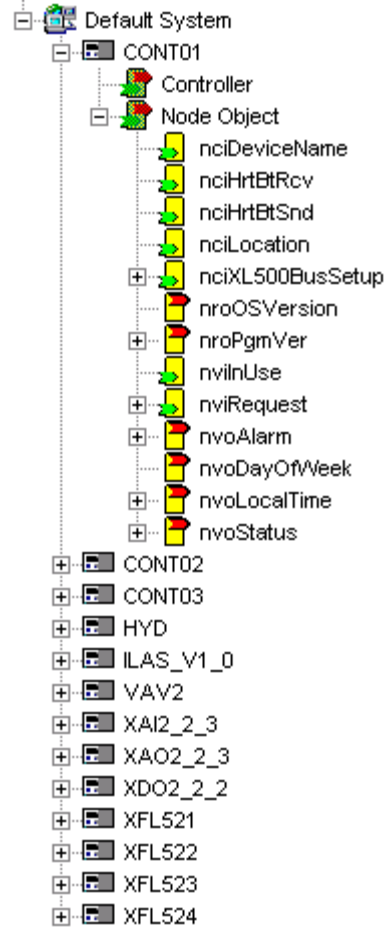 Default System
CONT01
Controller
Node Object
nciDeviceName
nciHrtBtRcv
nciHrtBtSnd
nciLocation
nciXL500BusSetup
nroOSVersion
nroPgmVer
nviInUse
nviRequest
nvoAlarm
nvoDayOfWeek
nvoLocalTime
nvoStatus
CONT02
CONT03
HYD
ILAS_V1_0
VAV2
XAI2_2_3
XAO2_2_3
XDO2_2_2
XFL521
XFL522
XFL523
XFL524